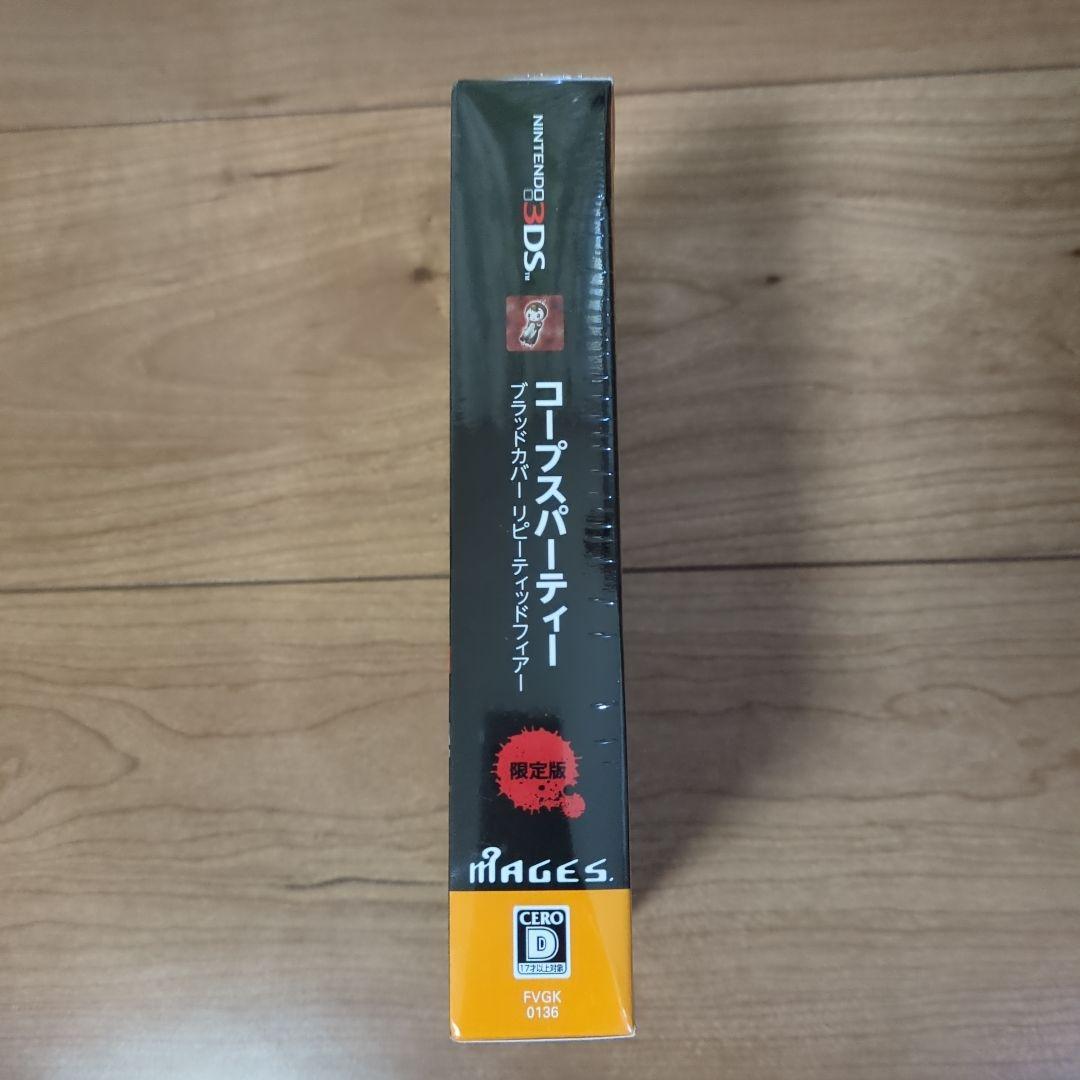 NINTENDO
3DS™
コープスパーティー
ブラッドカバー リピーティッドフィアー
限定版
MAGES.
CERO
D
17才以上対象
FVGK
0136